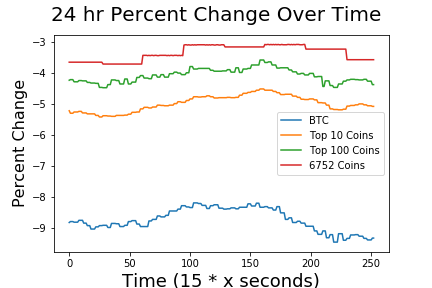 24 hr Percent Change Over Time
Percent Change
−3
−4
−5
−6
−7
−8
−9
BTC
Top 10 Coins
Top 100 Coins
6752 Coins
0 50 100 150 200 250
Time (15 * x seconds)